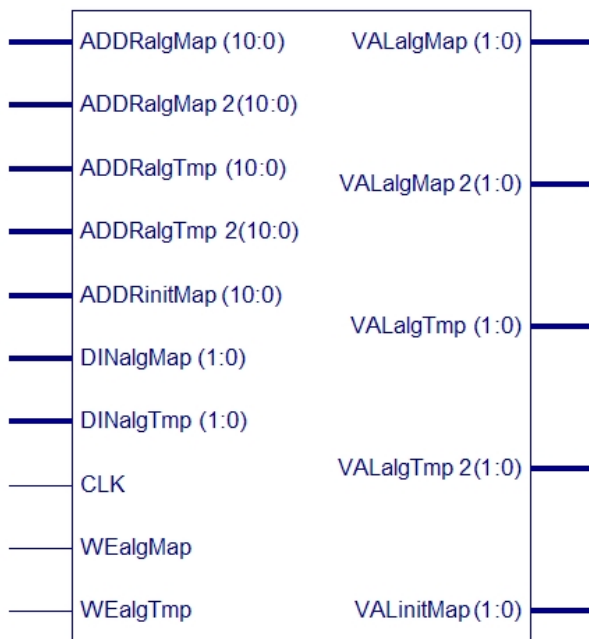 ADDRalgMap (10:0)
VALalgMap (1:0)
ADDRalgMap 2(10:0)
ADDRalgTmp (10:0)
VALalgMap 2(1:0)
ADDRalgTmp 2(10:0)
ADDRinitMap (10:0)
VALalgTmp (1:0)
DINalgMap (1:0)
DINalgTmp (1:0)
VALalgTmp 2(1:0)
CLK
WEalgMap
WEalgTmp
VALinitMap (1:0)